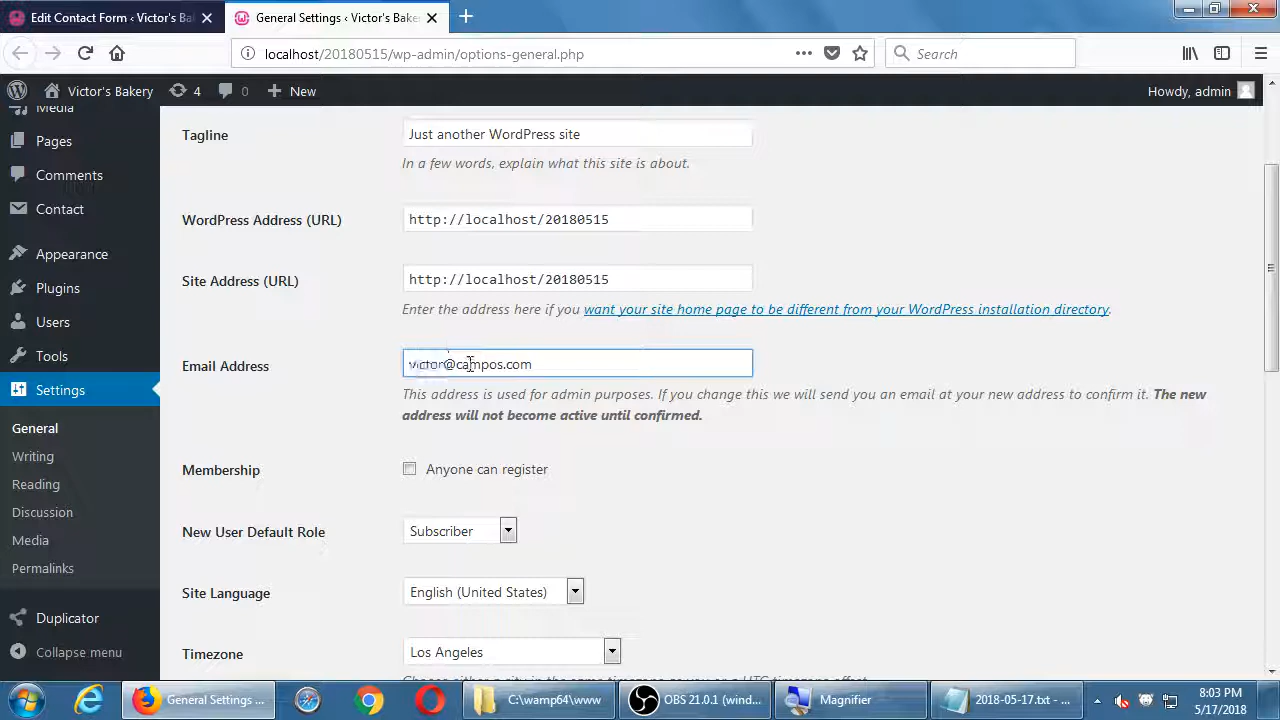 Edit Contact Form ‹ Victor's Ba
General Settings ‹ Victor's Baker
localhost/20180515/wp-admin/options-general.php
Search
Victor's Bakery
4
0
New
Howdy, admin
Media
Pages
Comments
Contact
Appearance
Plugins
Users
Tools
Settings
General
Writing
Reading
Discussion
Media
Permalinks
Duplicator
Collapse menu
Tagline
Just another WordPress site
In a few words, explain what this site is about.
WordPress Address (URL)
http://localhost/20180515
Site Address (URL)
http://localhost/20180515
Enter the address here if you want your site home page to be different from your WordPress installation directory.
Email Address
victor@campos.com
This address is used for admin purposes. If you change this we will send you an email at your new address to confirm it. The new
address will not become active until confirmed.
Membership
Anyone can register
New User Default Role
Subscriber
Site Language
English (United States)
Timezone
Los Angeles
Choose either a city in the same timezone as you or a UTC timezone offset.
General Settings ...
C:\wamp64\www
OBS 21.0.1 (wind...
Magnifier
2018-05-17.txt - ...
8:03 PM
5/17/2018